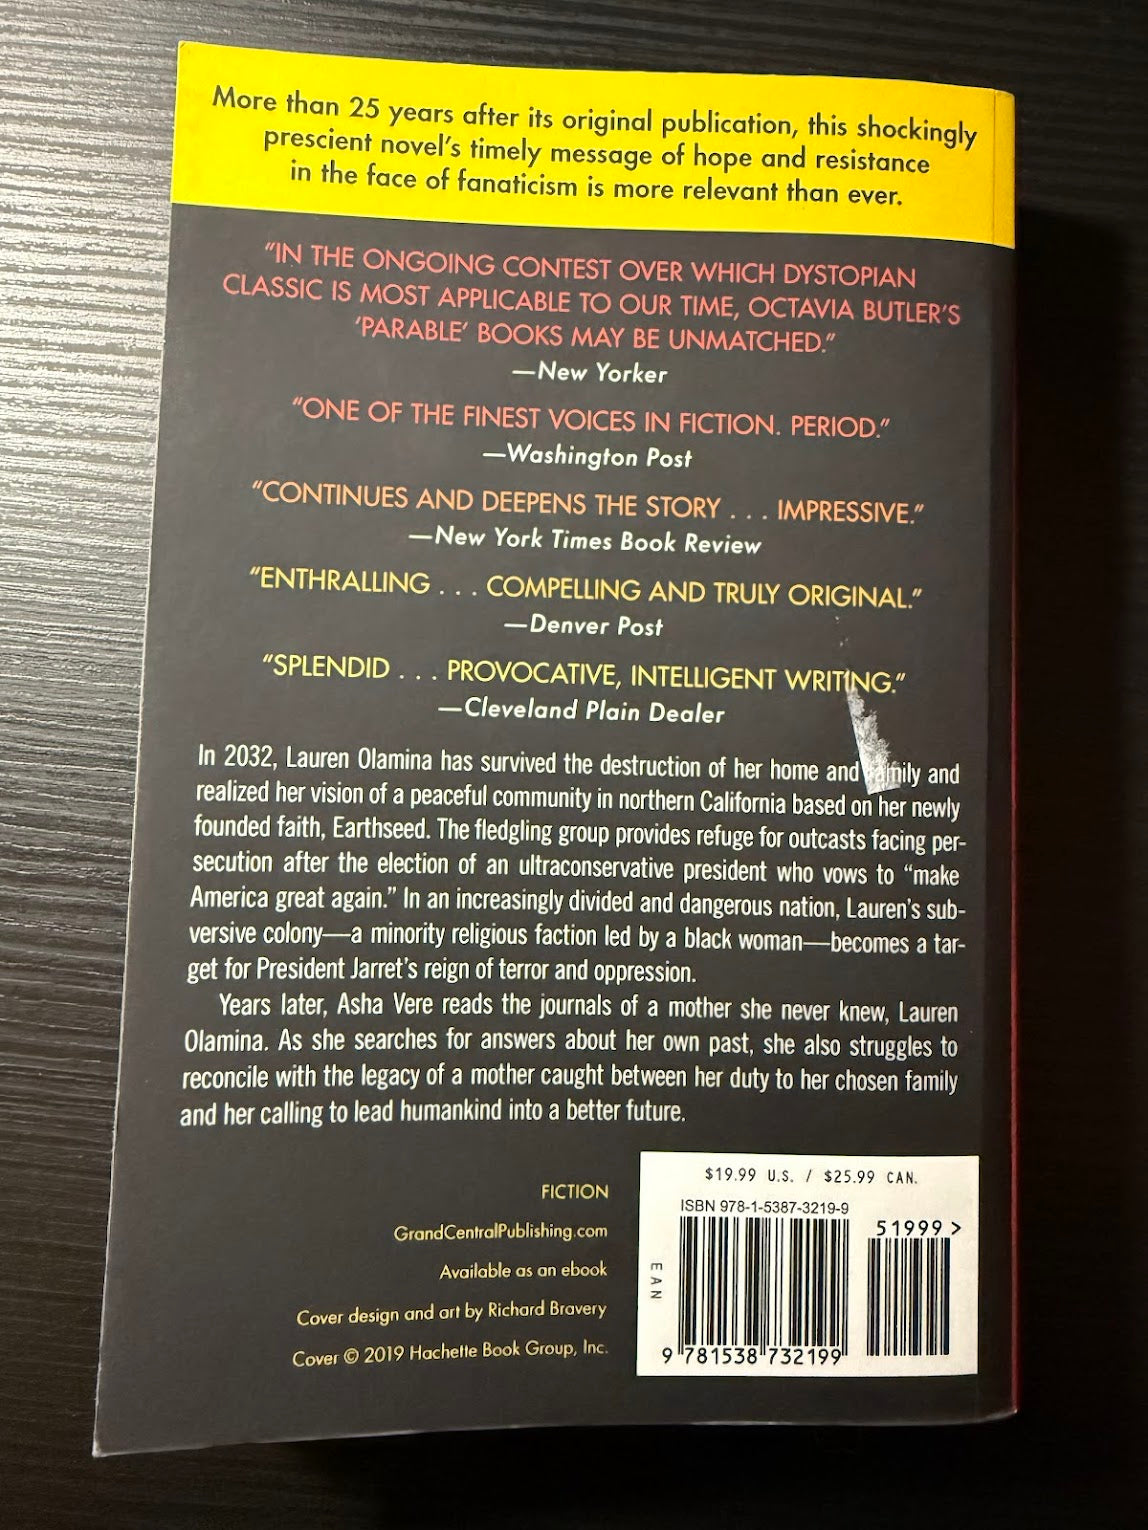 More than 25 years after its original publication, this shockingly
prescient novel's timely message of hope and resistance
in the face of fanaticism is more relevant than ever.
“IN THE ONGOING CONTEST OVER WHICH DYSTOPIAN
CLASSIC IS MOST APPLICABLE TO OUR TIME, OCTAVIA BUTLER'S
‘PARABLE’ BOOKS MAY BE UNMATCHED.”
—New Yorker
“ONE OF THE FINEST VOICES IN FICTION. PERIOD.”
—Washington Post
“CONTINUES AND DEEPENS THE STORY . . . IMPRESSIVE.”
—New York Times Book Review
“ENTHRALLING . . . COMPELLING AND TRULY ORIGINAL.”
—Denver Post
“SPLENDID . . . PROVOCATIVE, INTELLIGENT WRITING.”
—Cleveland Plain Dealer
In 2032, Lauren Olamina has survived the destruction of her home and family and
realized her vision of a peaceful community in northern California based on her newly
founded faith, Earthseed. The fledgling group provides refuge for outcasts facing per-
secution after the election of an ultraconservative president who vows to “make
America great again.” In an increasingly divided and dangerous nation, Lauren's sub-
versive colony—a minority religious faction led by a black woman—becomes a tar-
get for President Jarret's reign of terror and oppression.
Years later, Asha Vere reads the journals of a mother she never knew, Lauren
Olamina. As she searches for answers about her own past, she also struggles to
reconcile with the legacy of a mother caught between her duty to her chosen family
and her calling to lead humankind into a better future.
FICTION
GrandCentralPublishing.com
Available as an ebook
Cover design and art by Richard Bravery
Cover © 2019 Hachette Book Group, Inc.
$19.99 U.S. / $25.99 CAN.
ISBN 978-1-5387-3219-9
51999>
EAN
9 781538 732199